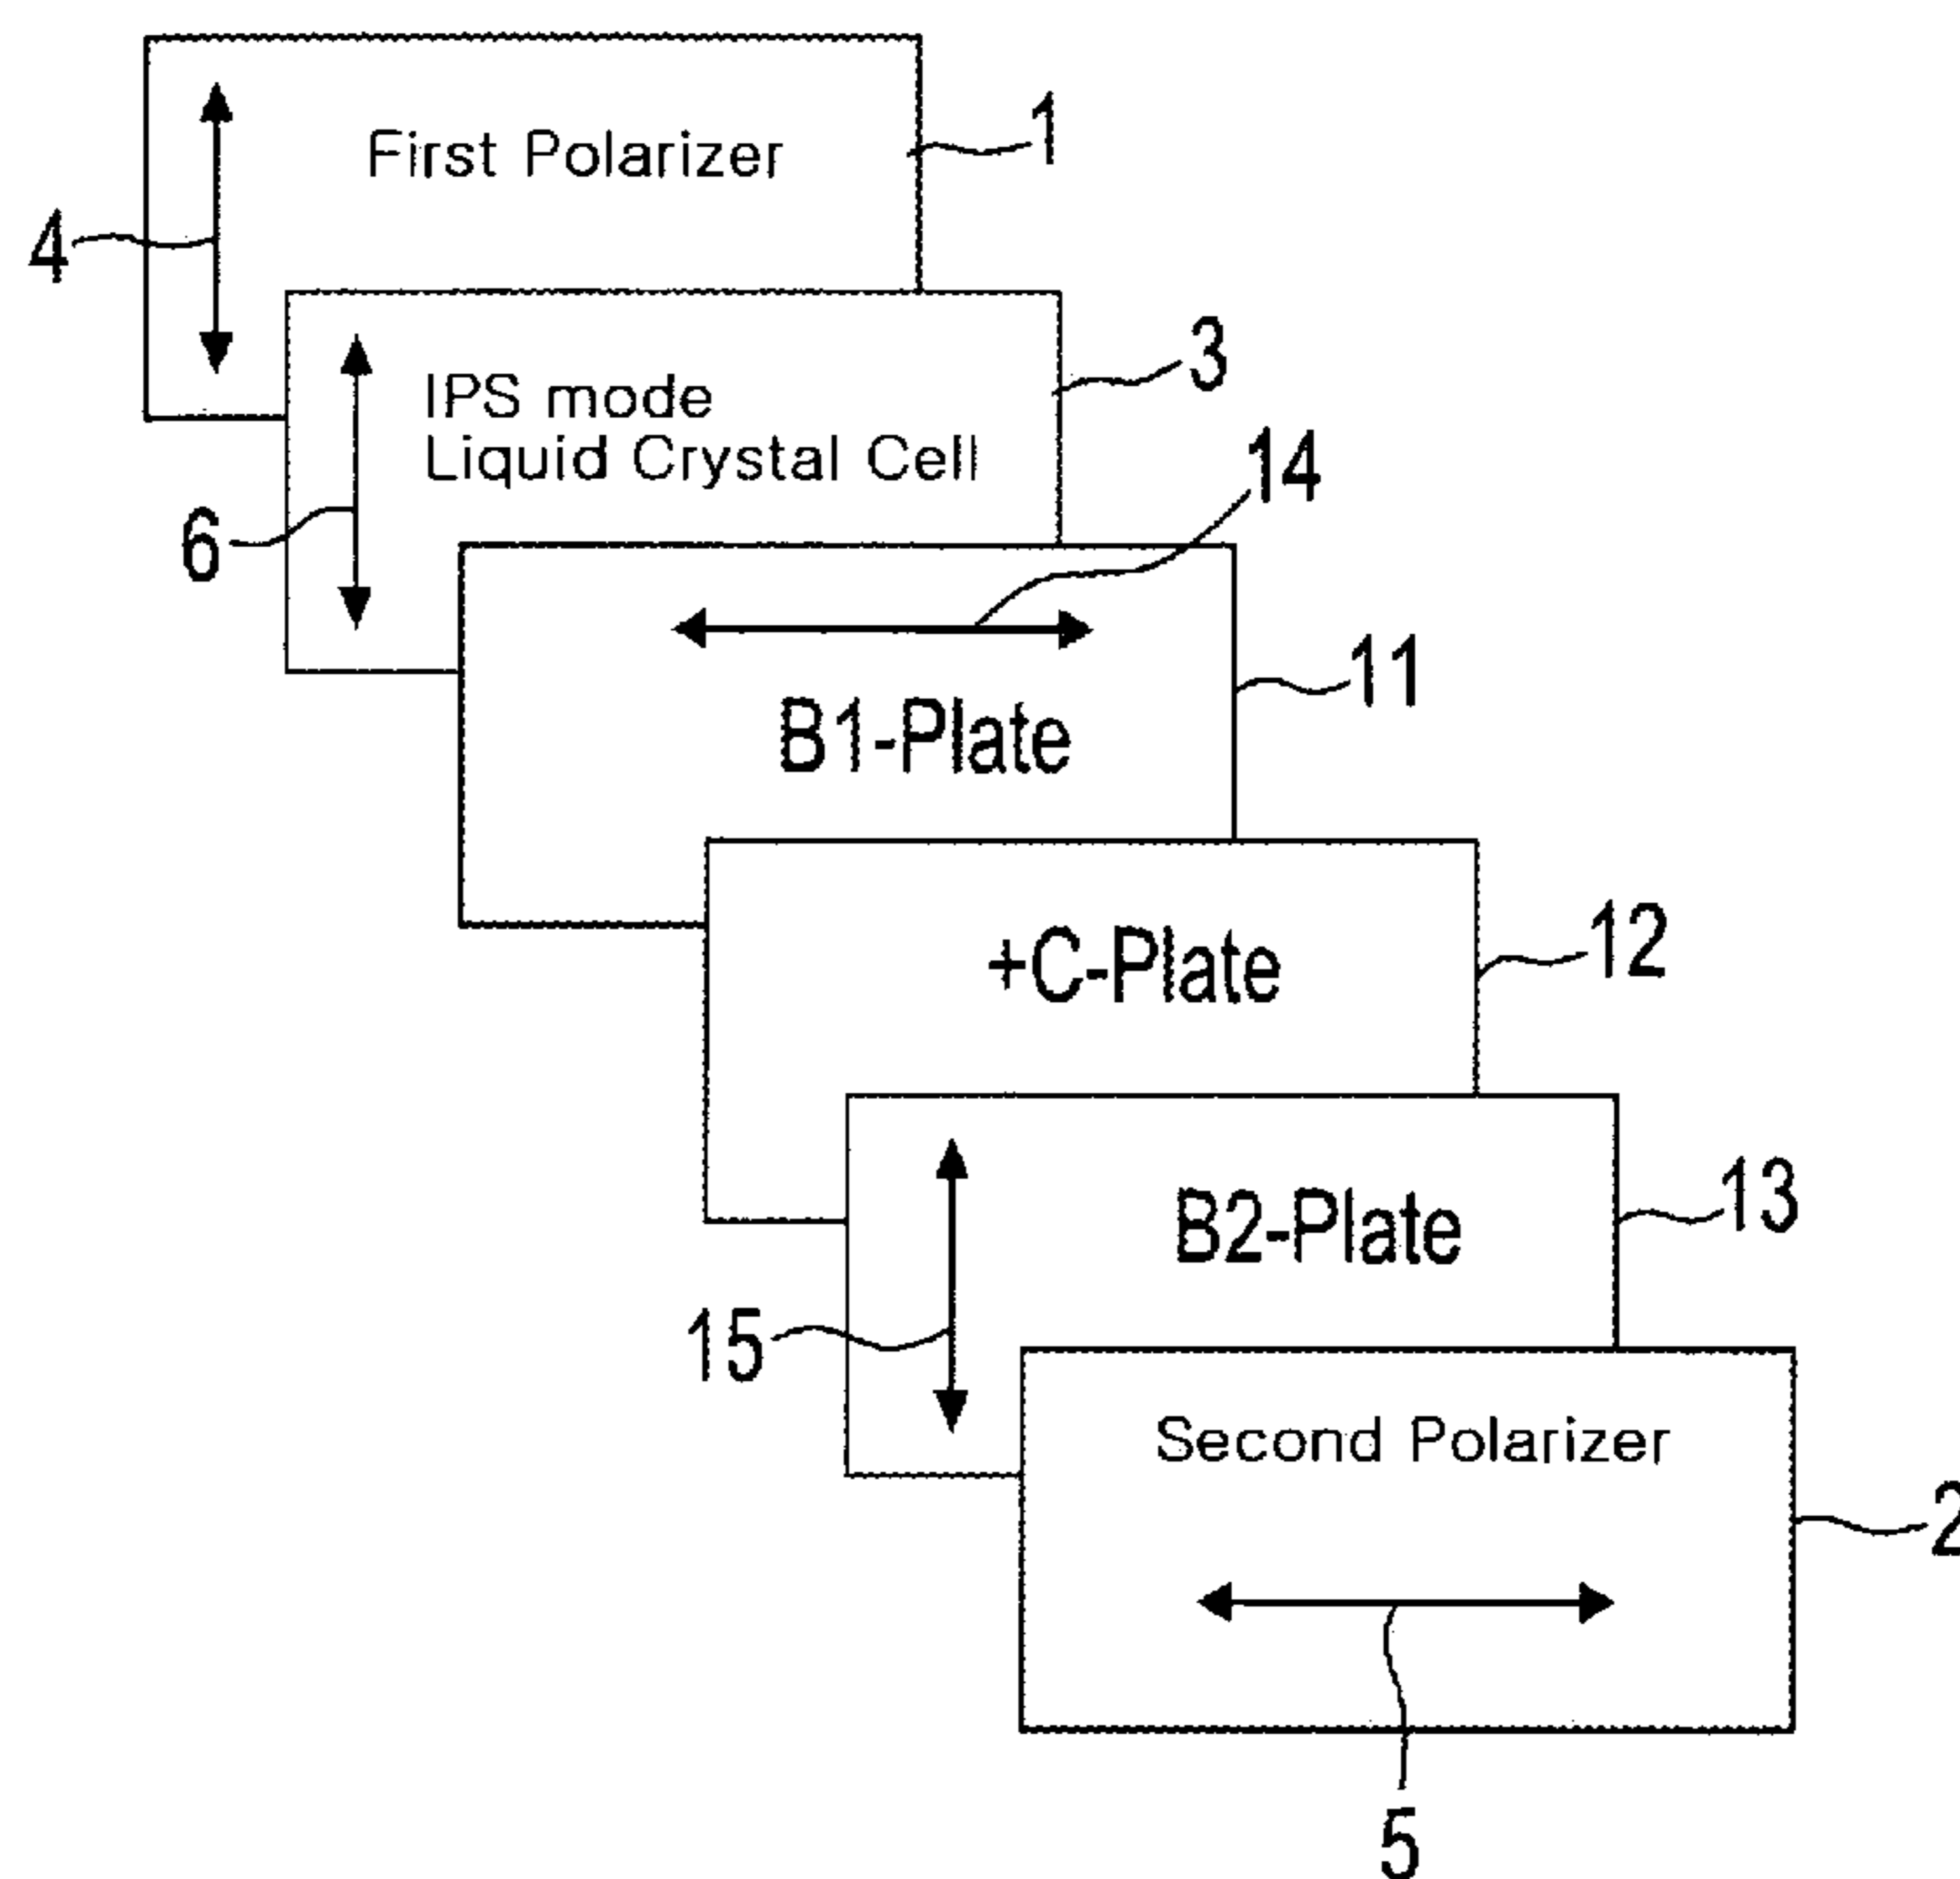 First Polarizer
1
4
IPS mode
Liquid Crystal Cell
3
14
6
B1-Plate
11
+C-Plate
12
B2-Plate
13
15
Second Polarizer
2
5